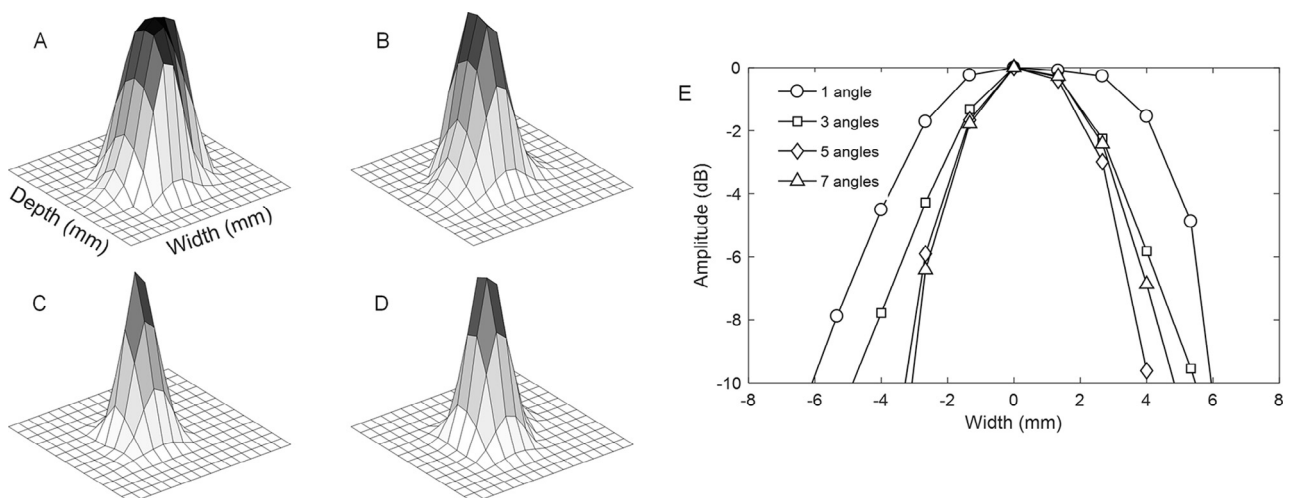 A
B
Depth (mm)
Width (mm)
C
D
E
1 angle
3 angles
5 angles
7 angles
Amplitude (dB)
0
-2
-4
-6
-8
-10
-8 -6 -4 -2 0 2 4 6 8
Width (mm)